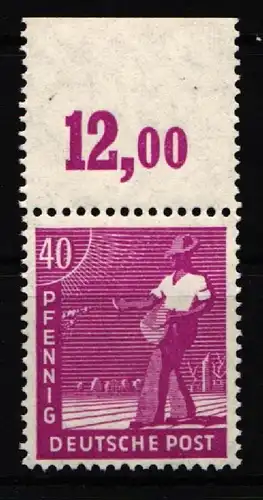 12,00
40
PFENNIG
DEUTSCHE POST